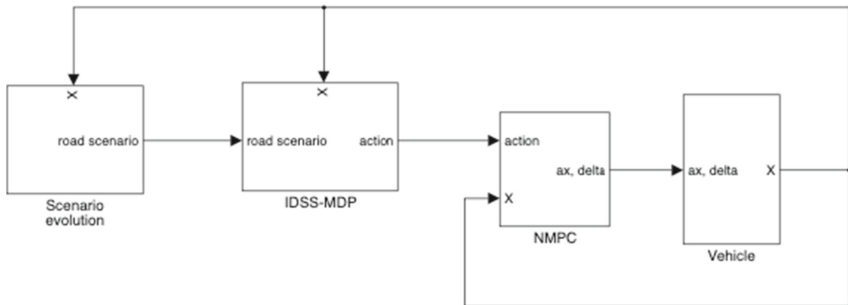 X
road scenario
Scenario
evolution
X
road scenario
action
IDSS-MDP
action
ax, delta
X
NMPC
ax, delta
X
Vehicle